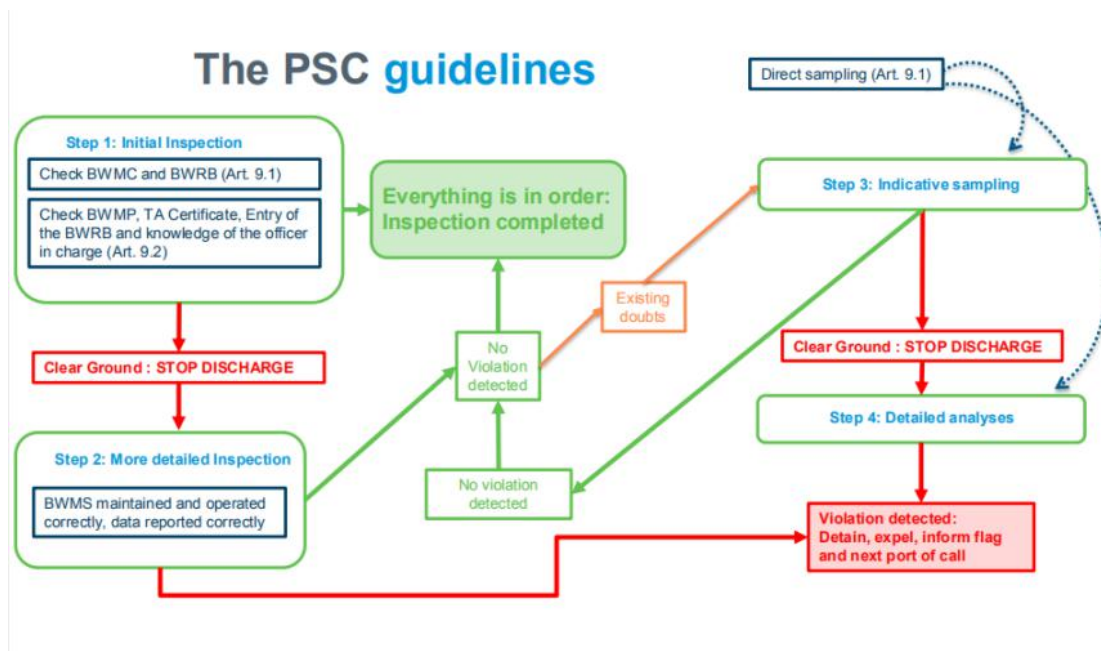 The PSC guidelines
Direct sampling (Art. 9.1)
Step 1: Initial Inspection
Check BWMC and BWRB (Art. 9.1)
Check BWMP, TA Certificate, Entry of
the BWRB and knowledge of the officer
in charge (Art. 9.2)
Everything is in order:
Inspection completed
Step 3: Indicative sampling
Existing
doubts
Clear Ground : STOP DISCHARGE
No
Violation
detected
Clear Ground : STOP DISCHARGE
Step 2: More detailed Inspection
BWMS maintained and operated
correctly, data reported correctly
No violation
detected
Step 4: Detailed analyses
Violation detected:
Detain, expel, inform flag
and next port of call